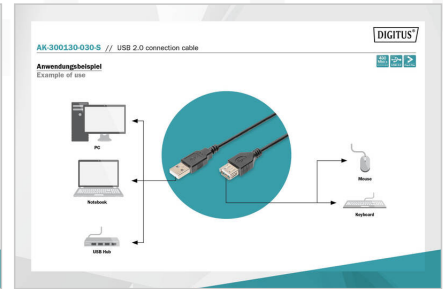 DIGITUS®
AK-300130-030-S // USB 2.0 connection cable
Anwendungsbeispiel
Example of use
PC
Notebook
USB Hub
Mouse
Keyboard